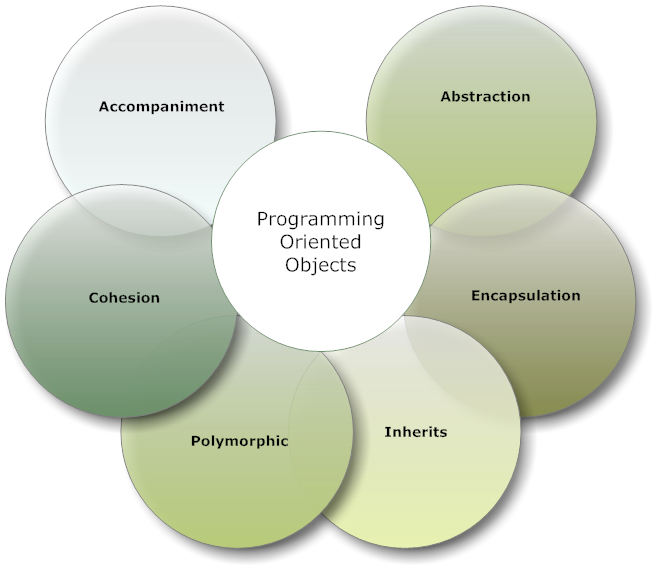 Accompaniment
Abstraction
Programming
Oriented
Objects
Cohesion
Encapsulation
Polymorphic
Inherits